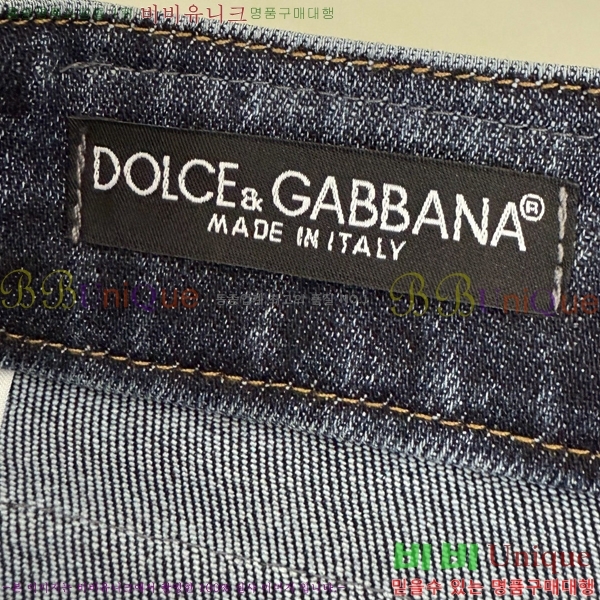 비비유니크 명품구매대행
DOLCE & GABBANA®
MADE IN ITALY
BBUnique
BBUnique
비비 Unique
믿을수 있는 명품구매대행